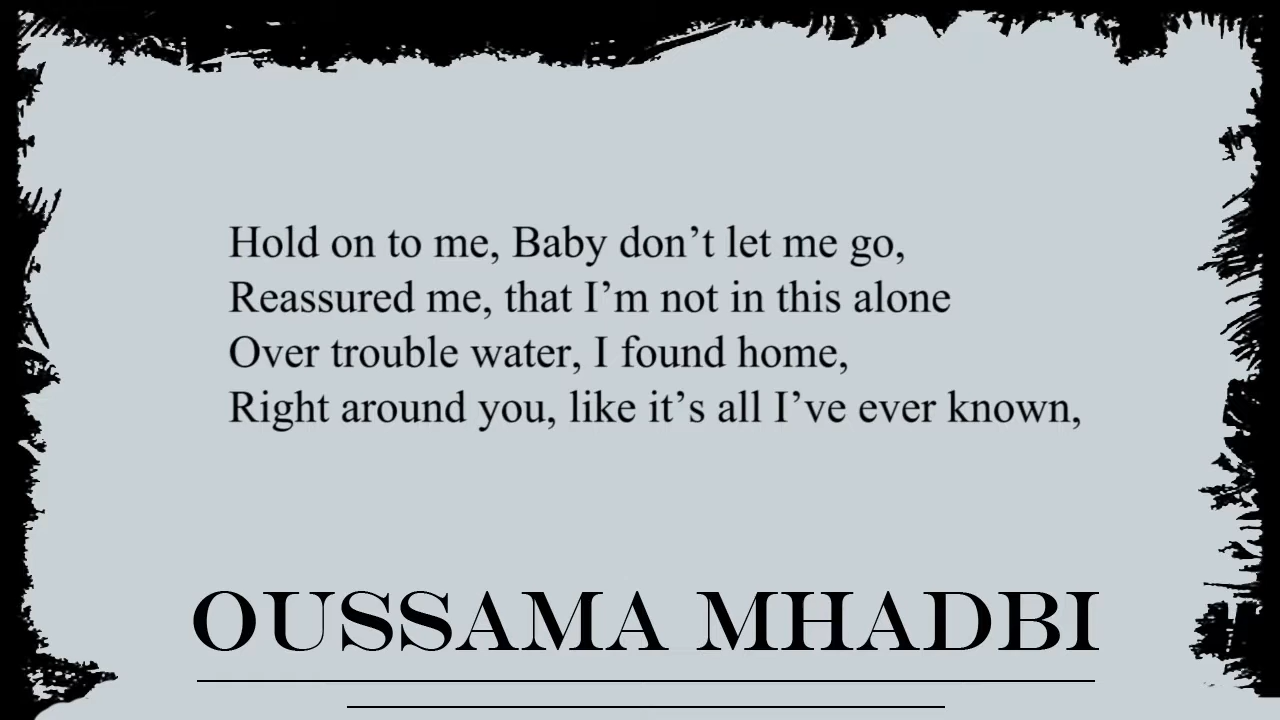 Hold on to me, Baby don’t let me go,
Reassured me, that I’m not in this alone
Over trouble water, I found home,
Right around you, like it’s all I’ve ever known,
OUSSAMA MHADBI